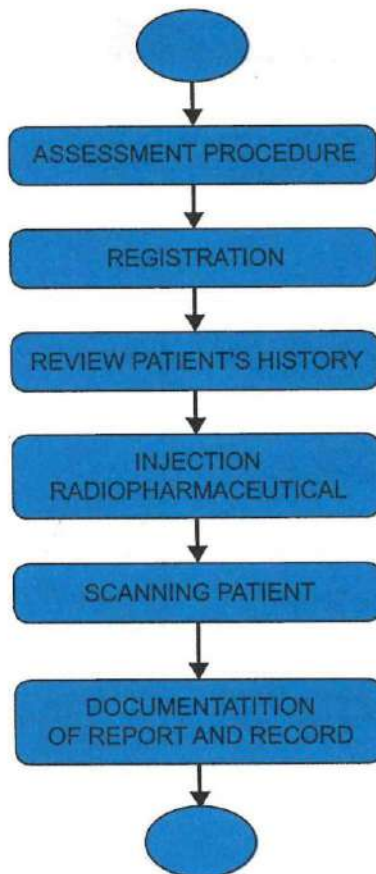 ASSESSMENT PROCEDURE
REGISTRATION
REVIEW PATIENT'S HISTORY
INJECTION
RADIOPHARMACEUTICAL
SCANNING PATIENT
DOCUMENTATITION
OF REPORT AND RECORD